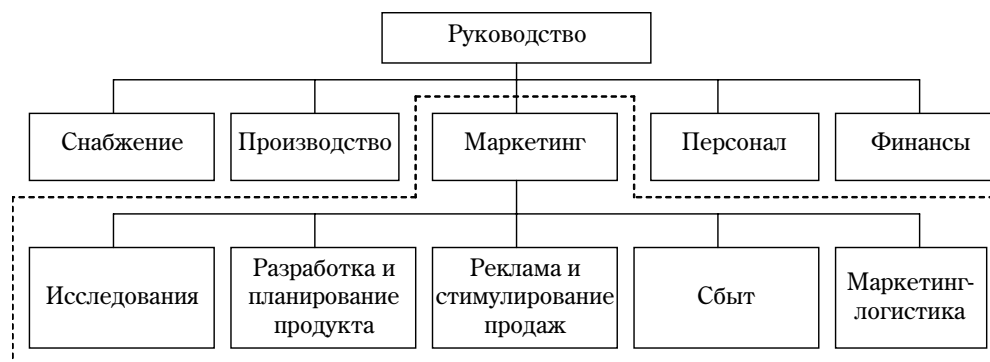 Руководство
Снабжение
Производство
Маркетинг
Персонал
Финансы
Исследования
Разработка и
планирование
продукта
Реклама и
стимулирование
продаж
Сбыт
Маркетинг-
логистика